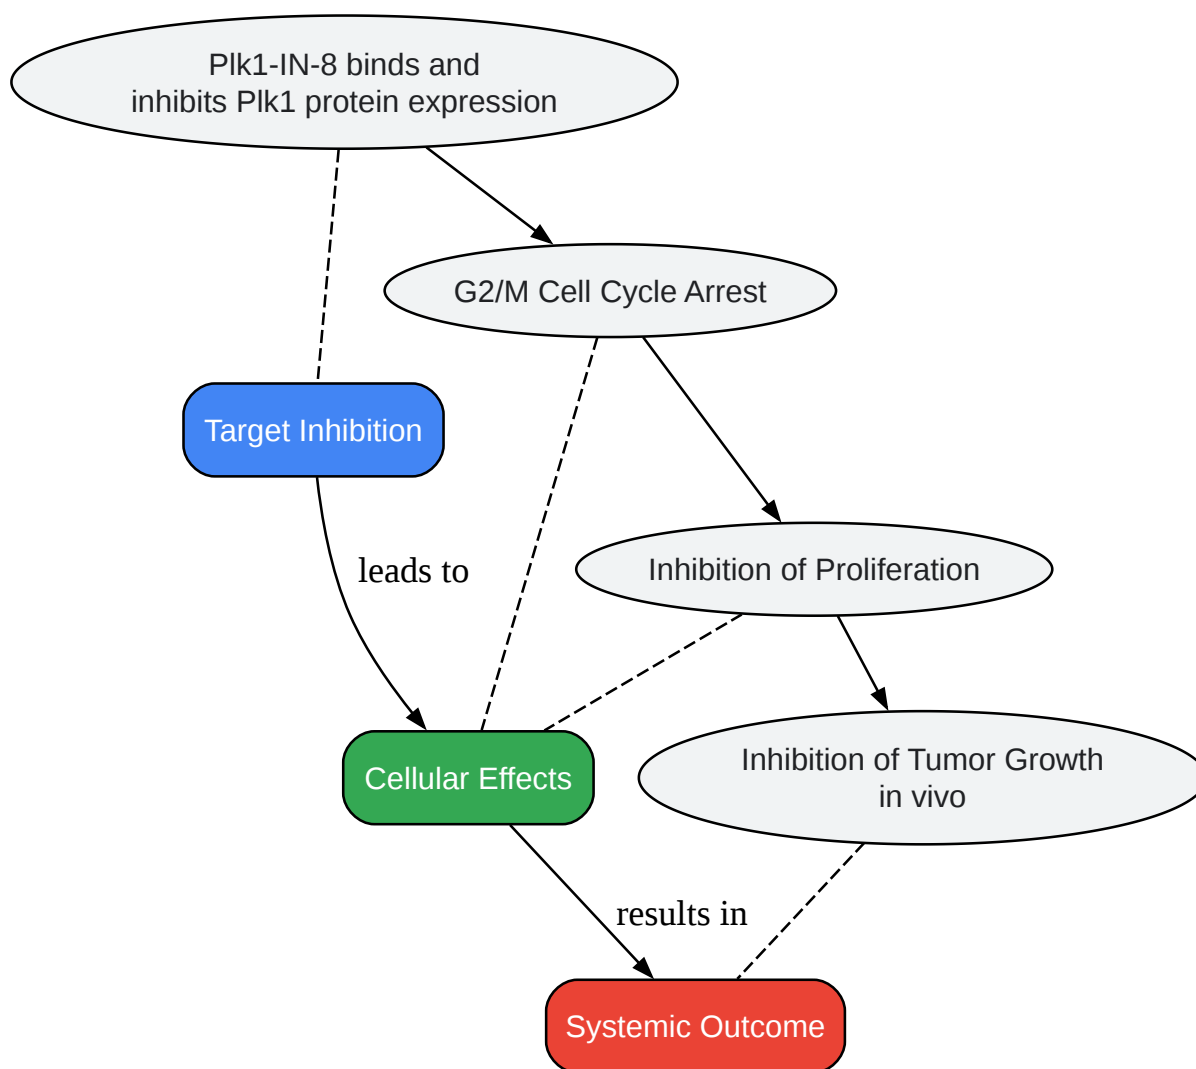 Plk1-IN-8 binds and
inhibits Plk1 protein expression
G2/M Cell Cycle Arrest
Target Inhibition
leads to
Inhibition of Proliferation
Cellular Effects
Inhibition of Tumor Growth
in vivo
results in
Systemic Outcome